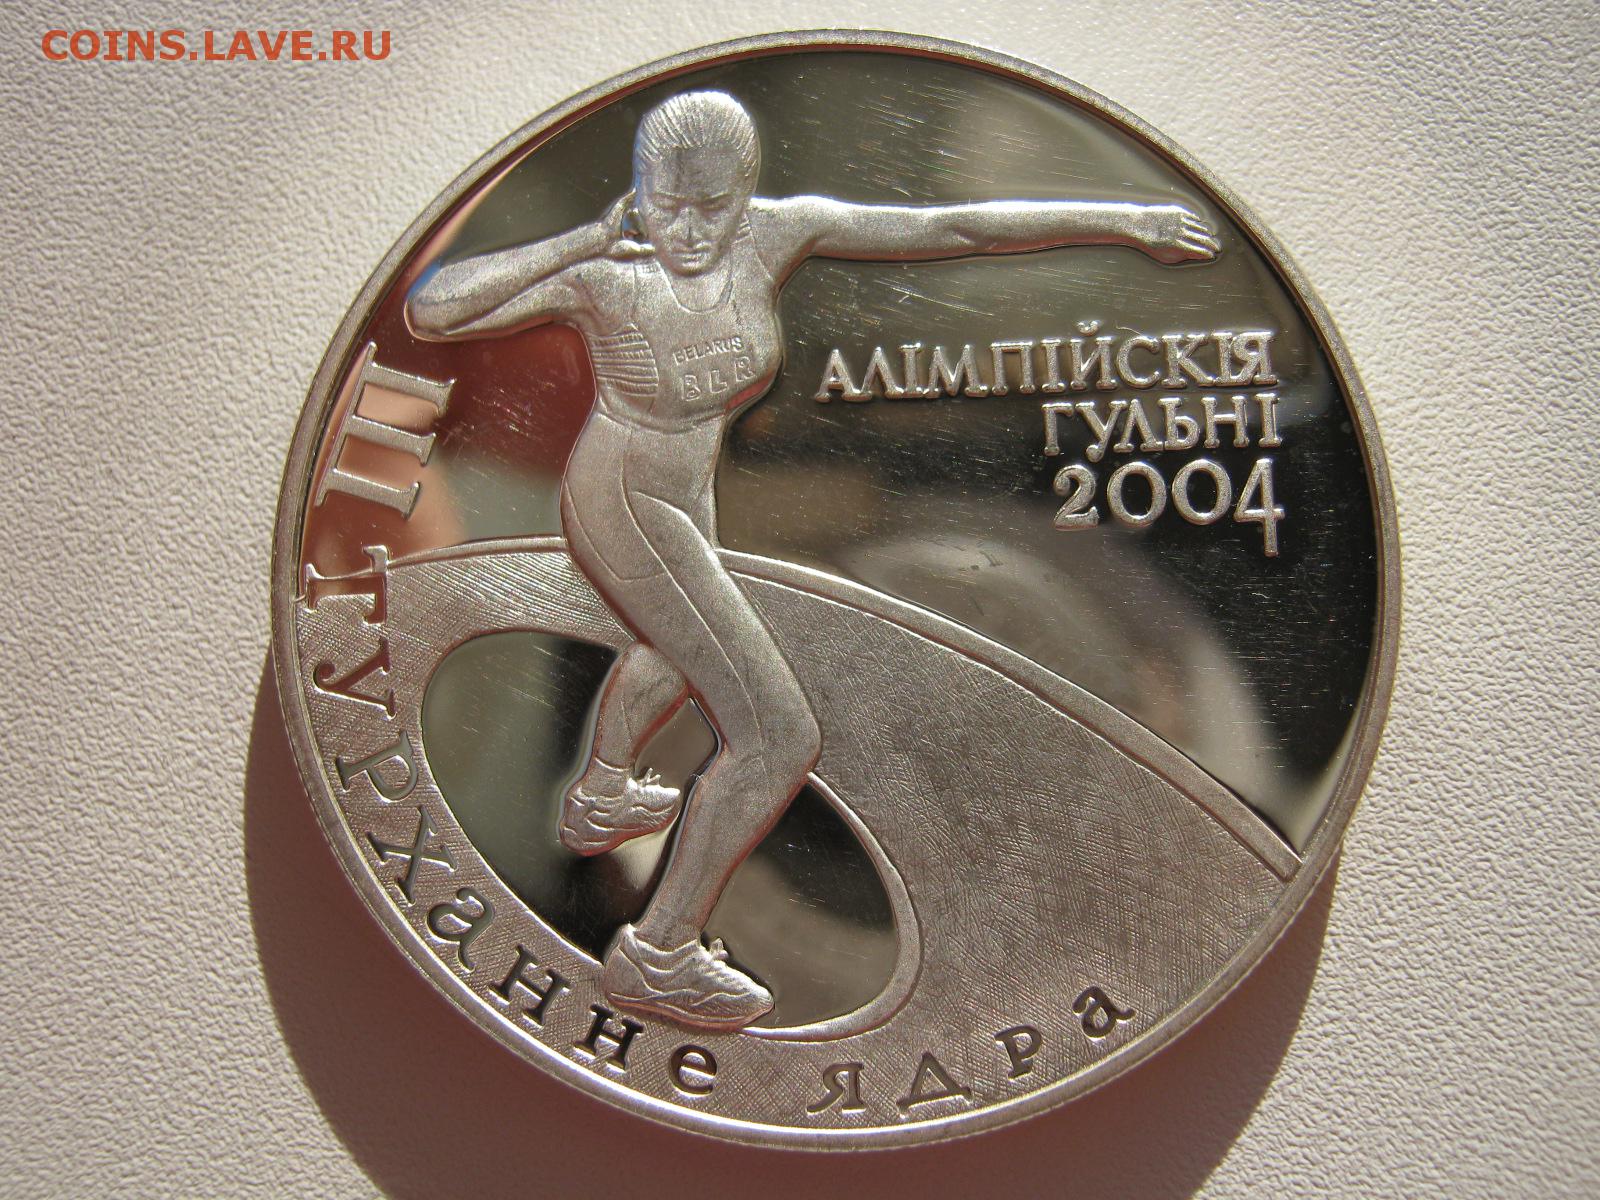 COINS.LAVE.RU
BELARUS
BLR
АЛІМПІЙСКІЯ
ГУЛЬНІ
2004
ШТУРХАННЕ ЯДРА